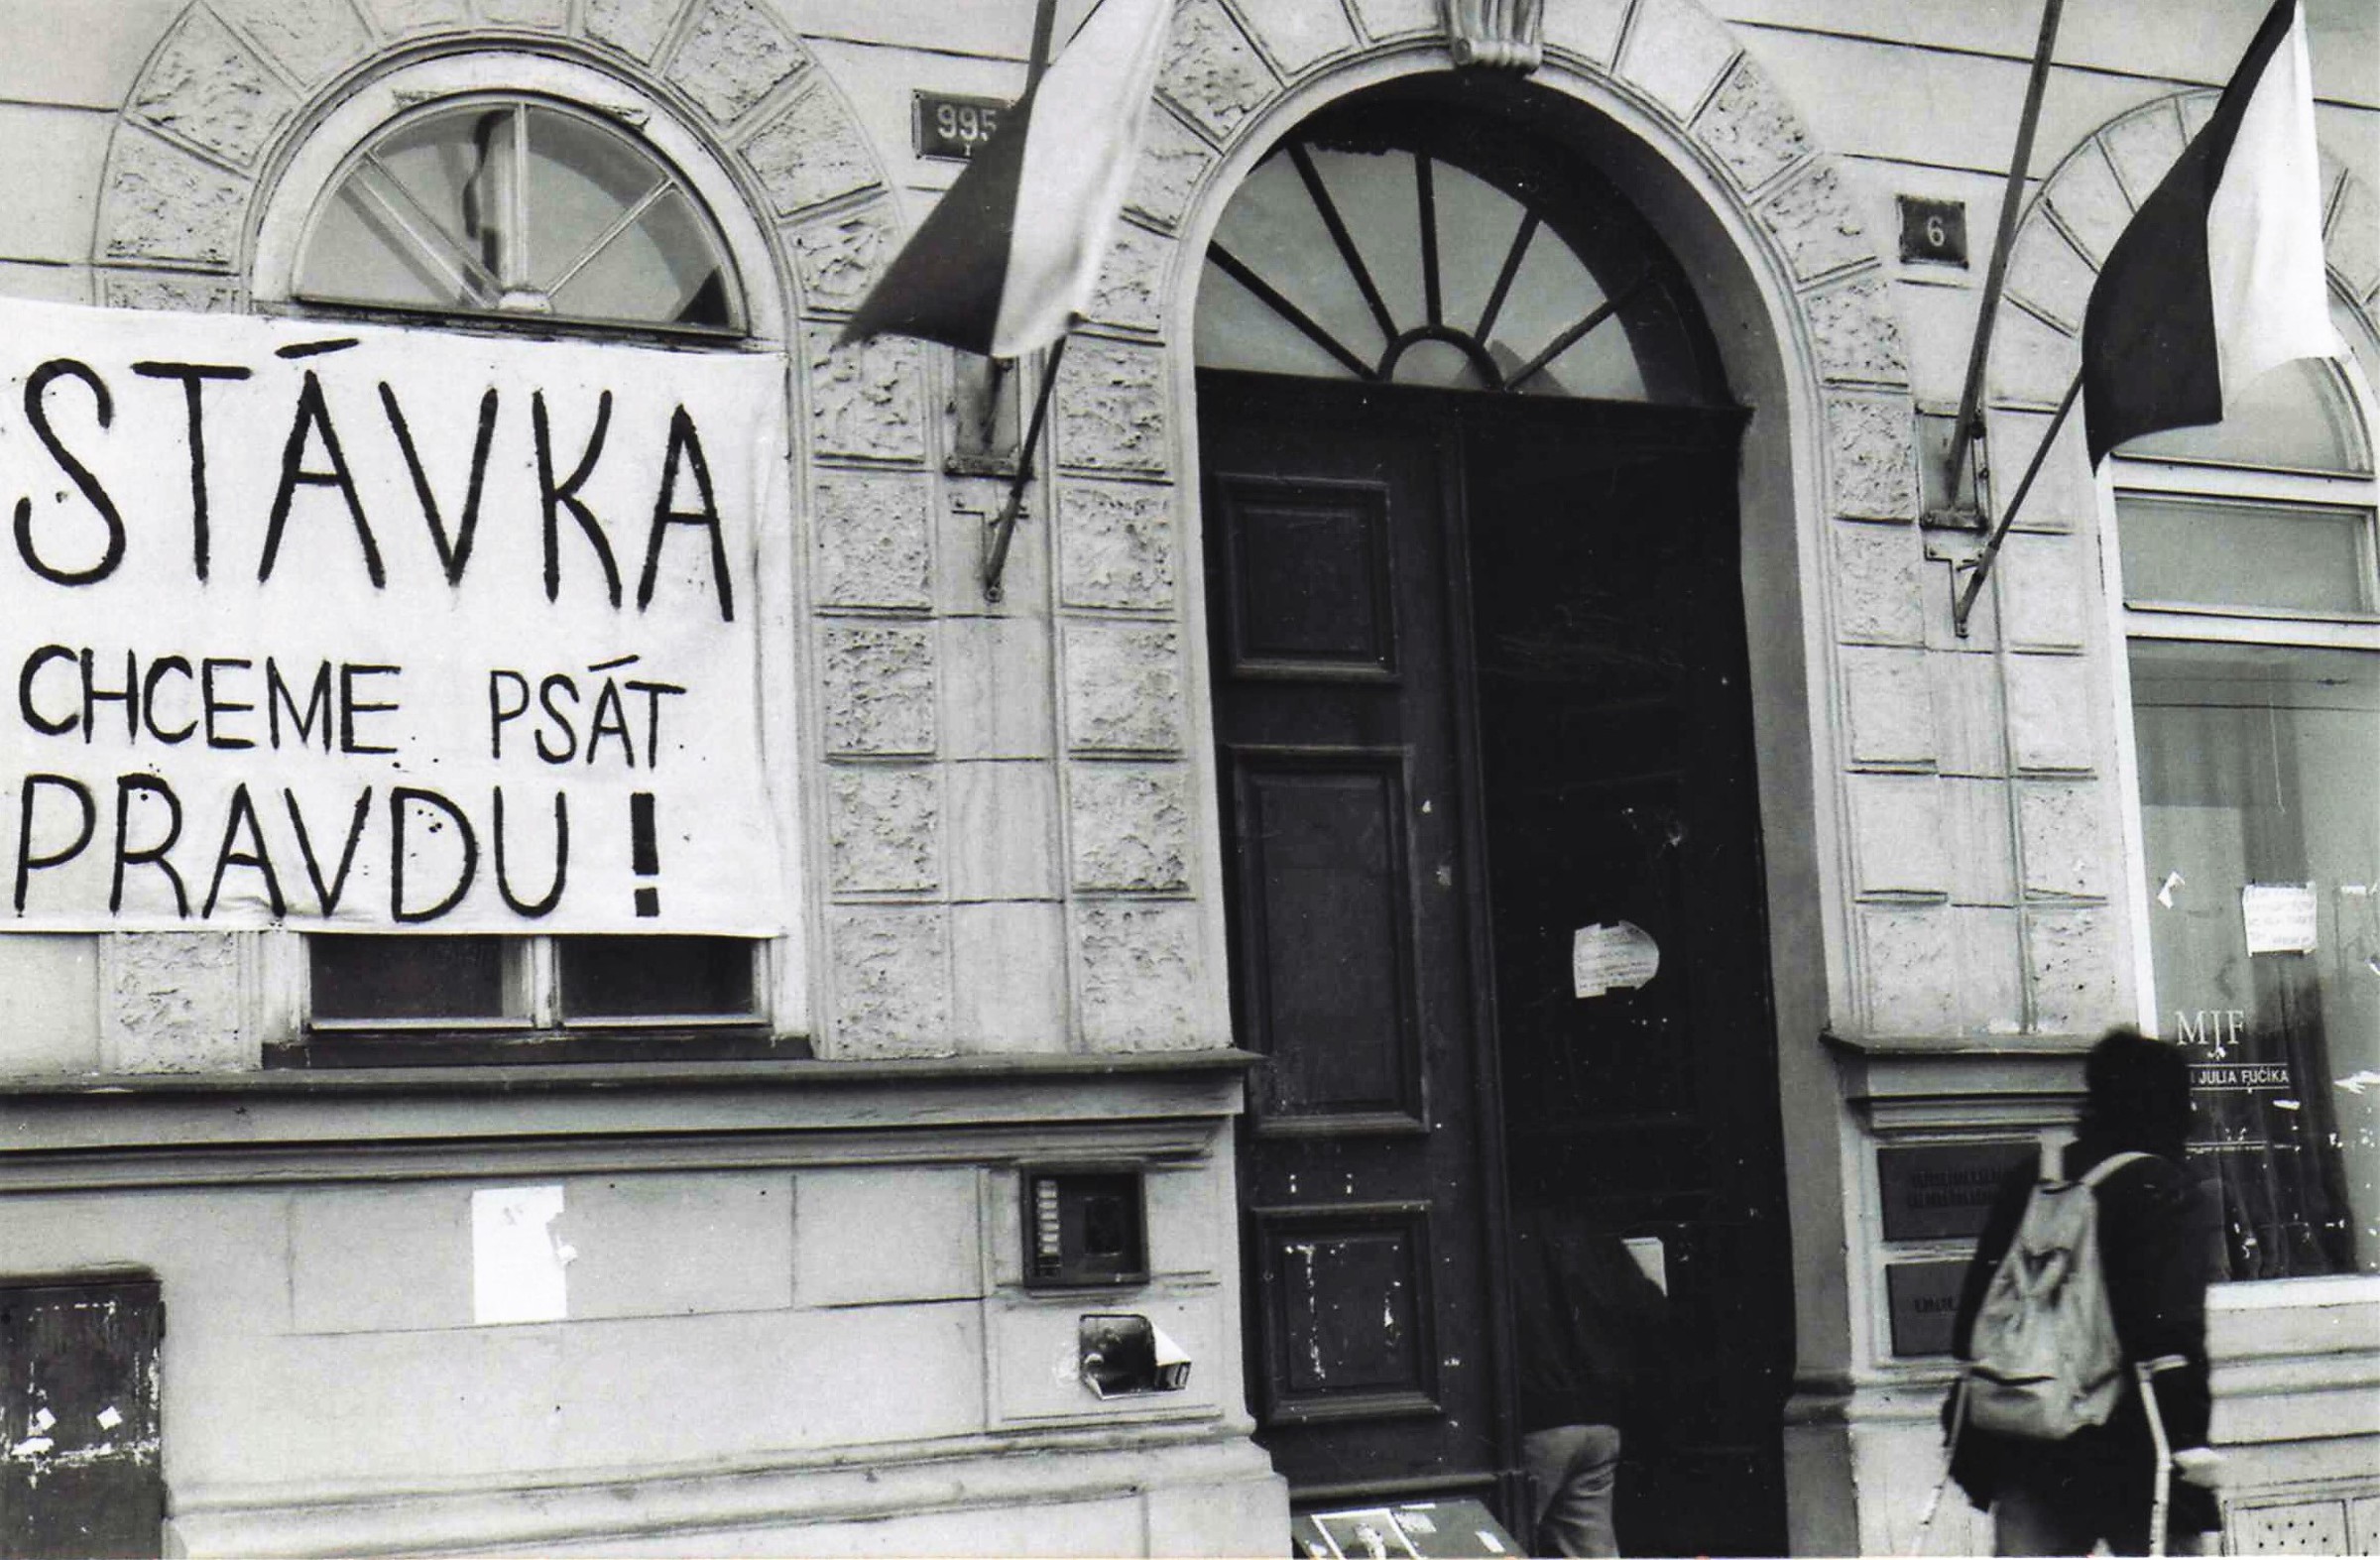 STÁVKA
CHCEME PSÁT
PRAVDU!
995
6
MJF
JULIA FUČÍKA